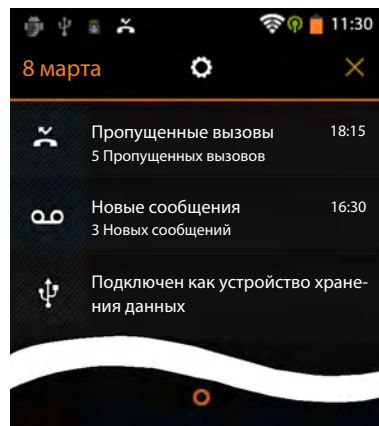 11:30
8 марта
Пропущенные вызовы 18:15
5 Пропущенных вызовов
Новые сообщения 16:30
3 Новых сообщений
Подключен как устройство хране-
ния данных